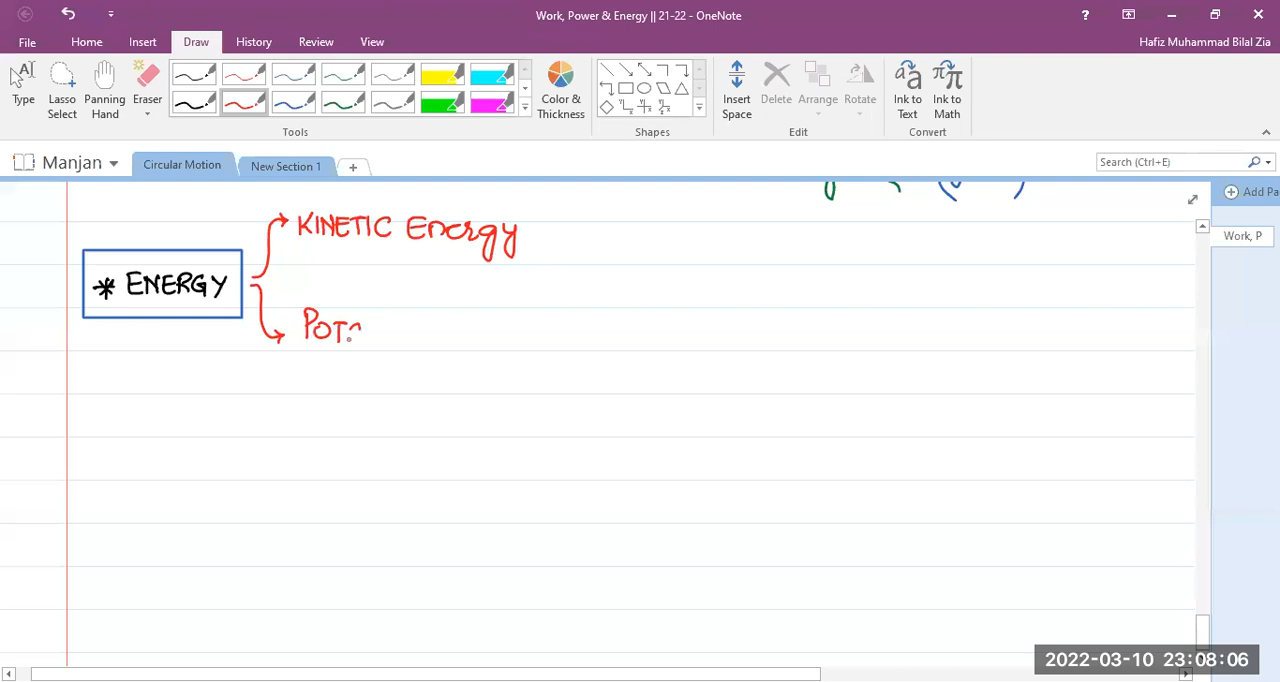 Work, Power & Energy || 21-22 - OneNote
?
File
Home
Insert
Draw
History
Review
View
Hafiz Muhammad Bilal Zia
Type
Lasso Select
Panning Hand
Eraser
Color & Thickness
Insert Space
Delete
Arrange
Rotate
Ink to Text
Ink to Math
Tools
Shapes
Edit
Convert
Manjan
Circular Motion
New Section 1
Search (Ctrl+E)
Add Pa
Work, P
KINETIC Energy
* ENERGY
POT
2022-03-10 23:08:06